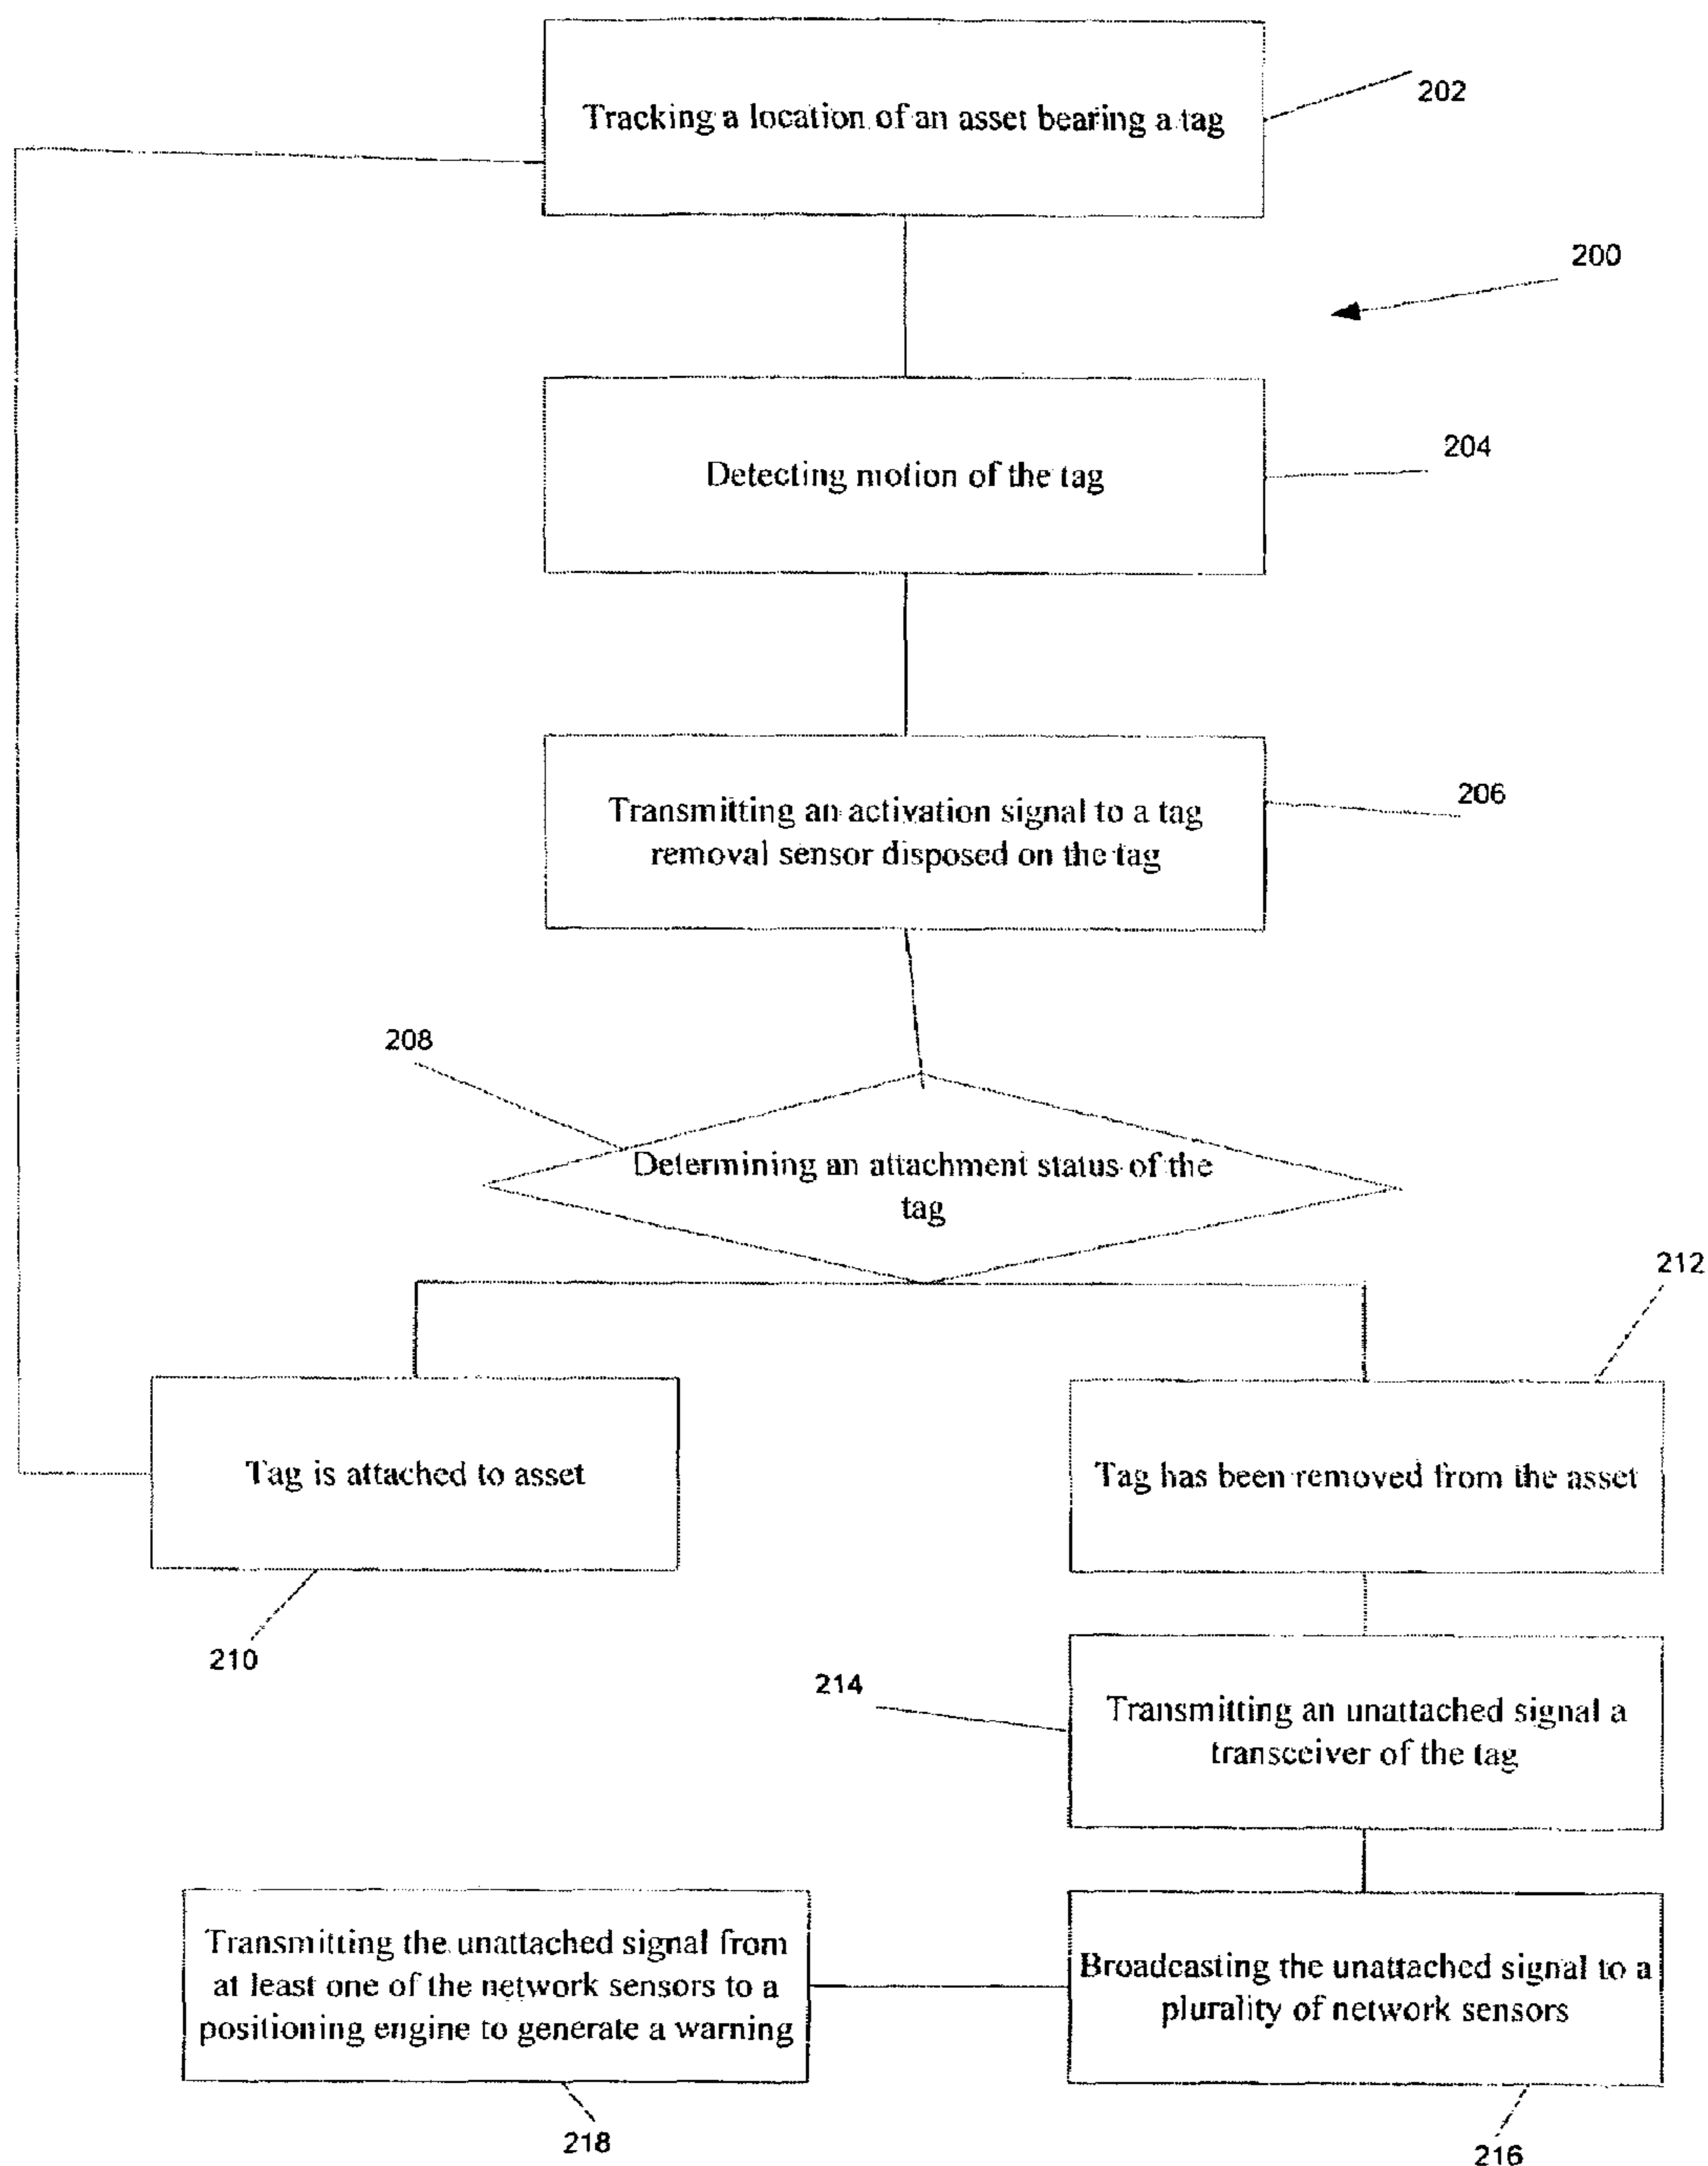 Tracking a location of an asset bearing a tag
202
200
Detecting motion of the tag
204
Transmitting an activation signal to a tag
removal sensor disposed on the tag
206
208
Determining an attachment status of the
tag
212
Tag is attached to asset
Tag has been removed from the asset
210
214
Transmitting an unattached signal a
transceiver of the tag
Transmitting the unattached signal from
at least one of the network sensors to a
positioning engine to generate a warning
Broadcasting the unattached signal to a
plurality of network sensors
218
216